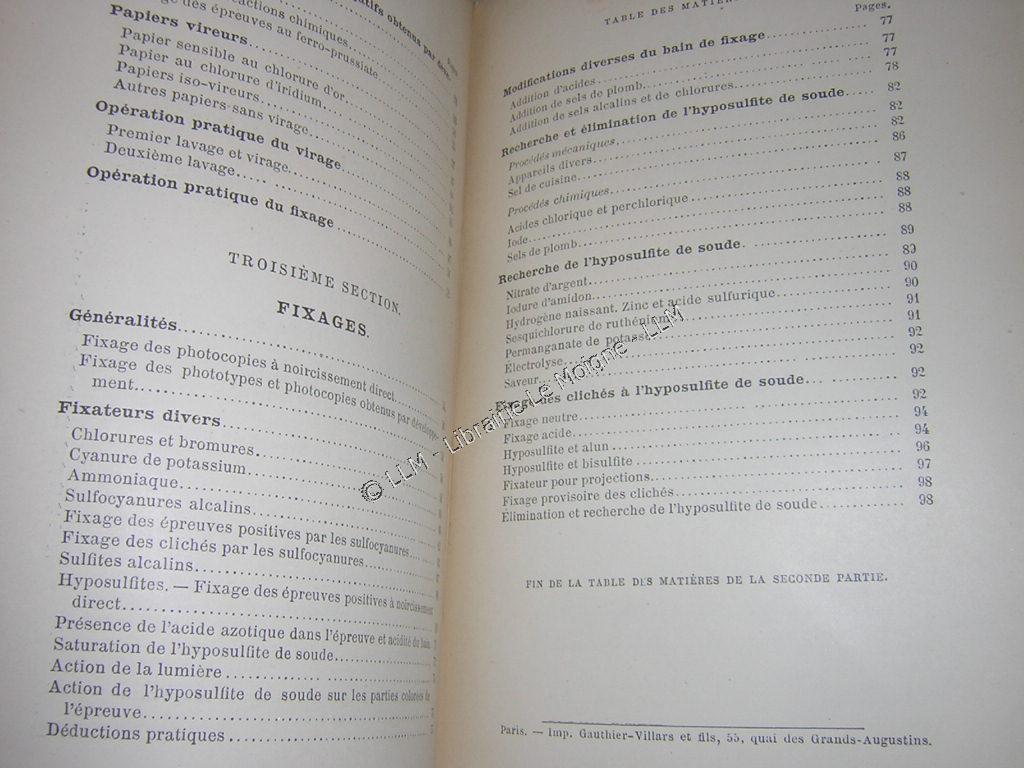 atifs obtenus par
actions chimiques
des épreuves au ferro-prussiate
Papiers vireurs
Papier sensible au chlorure d'or
Papier au chlorure d'iridium
Papiers iso-vireurs
Autres papiers sans virage
Opération pratique du virage
Premier lavage et virage
Deuxième lavage
Opération pratique du fixage
TROISIÈME SECTION.
FIXAGES.
Généralités
Fixage des photocopies à noircissement direct
Fixage des phototypes et photocopies obtenus par développe-
ment
Fixateurs divers
Chlorures et bromures
Cyanure de potassium
Ammoniaque
Sulfocyanures alcalins
Fixage des épreuves positives par les sulfocyanures
Fixage des clichés par les sulfocyanures
Sulfites alcalins
Hyposulfites. — Fixage des épreuves positives à noircissement
direct
Présence de l'acide azotique dans l'épreuve et acidité du bain
Saturation de l'hyposulfite de soude
Action de la lumière
Action de l'hyposulfite de soude sur les parties colorées de
l'épreuve
Déductions pratiques
TABLE DES MATIÈR
Pages.
Modifications diverses du bain de fixage 77
Addition d'acides 77
Addition de sels de plomb 77
Addition de sels alcalins et de chlorures 78
Recherche et élimination de l'hyposulfite de soude 82
Procédés mécaniques, 82
Appareils divers 82
Sel de cuisine 86
Procédés chimiques, 87
Acides chlorique et perchlorique 88
Iode 88
Sels de plomb 88
Recherche de l'hyposulfite de soude 89
Nitrate d'argent 89
Iodure d'amidon 90
Hydrogène naissant. Zinc et acide sulfurique 90
Sesquichlorure de ruthénium 91
Permanganate de potasse 91
Électrolyse 92
Saveur 92
Fixage des clichés à l'hyposulfite de soude 92
Fixage neutre 92
Fixage acide 94
Hyposulfite et alun 94
Hyposulfite et bisulfite 96
Fixateur pour projections 97
Fixage provisoire des clichés 98
Élimination et recherche de l'hyposulfite de soude 98
FIN DE LA TABLE DES MATIÈRES DE LA SECONDE PARTIE.
Paris. — Imp. Gauthier-Villars et fils, 55, quai des Grands-Augustins.
© LLM - Librairie Le Moigne - LLM